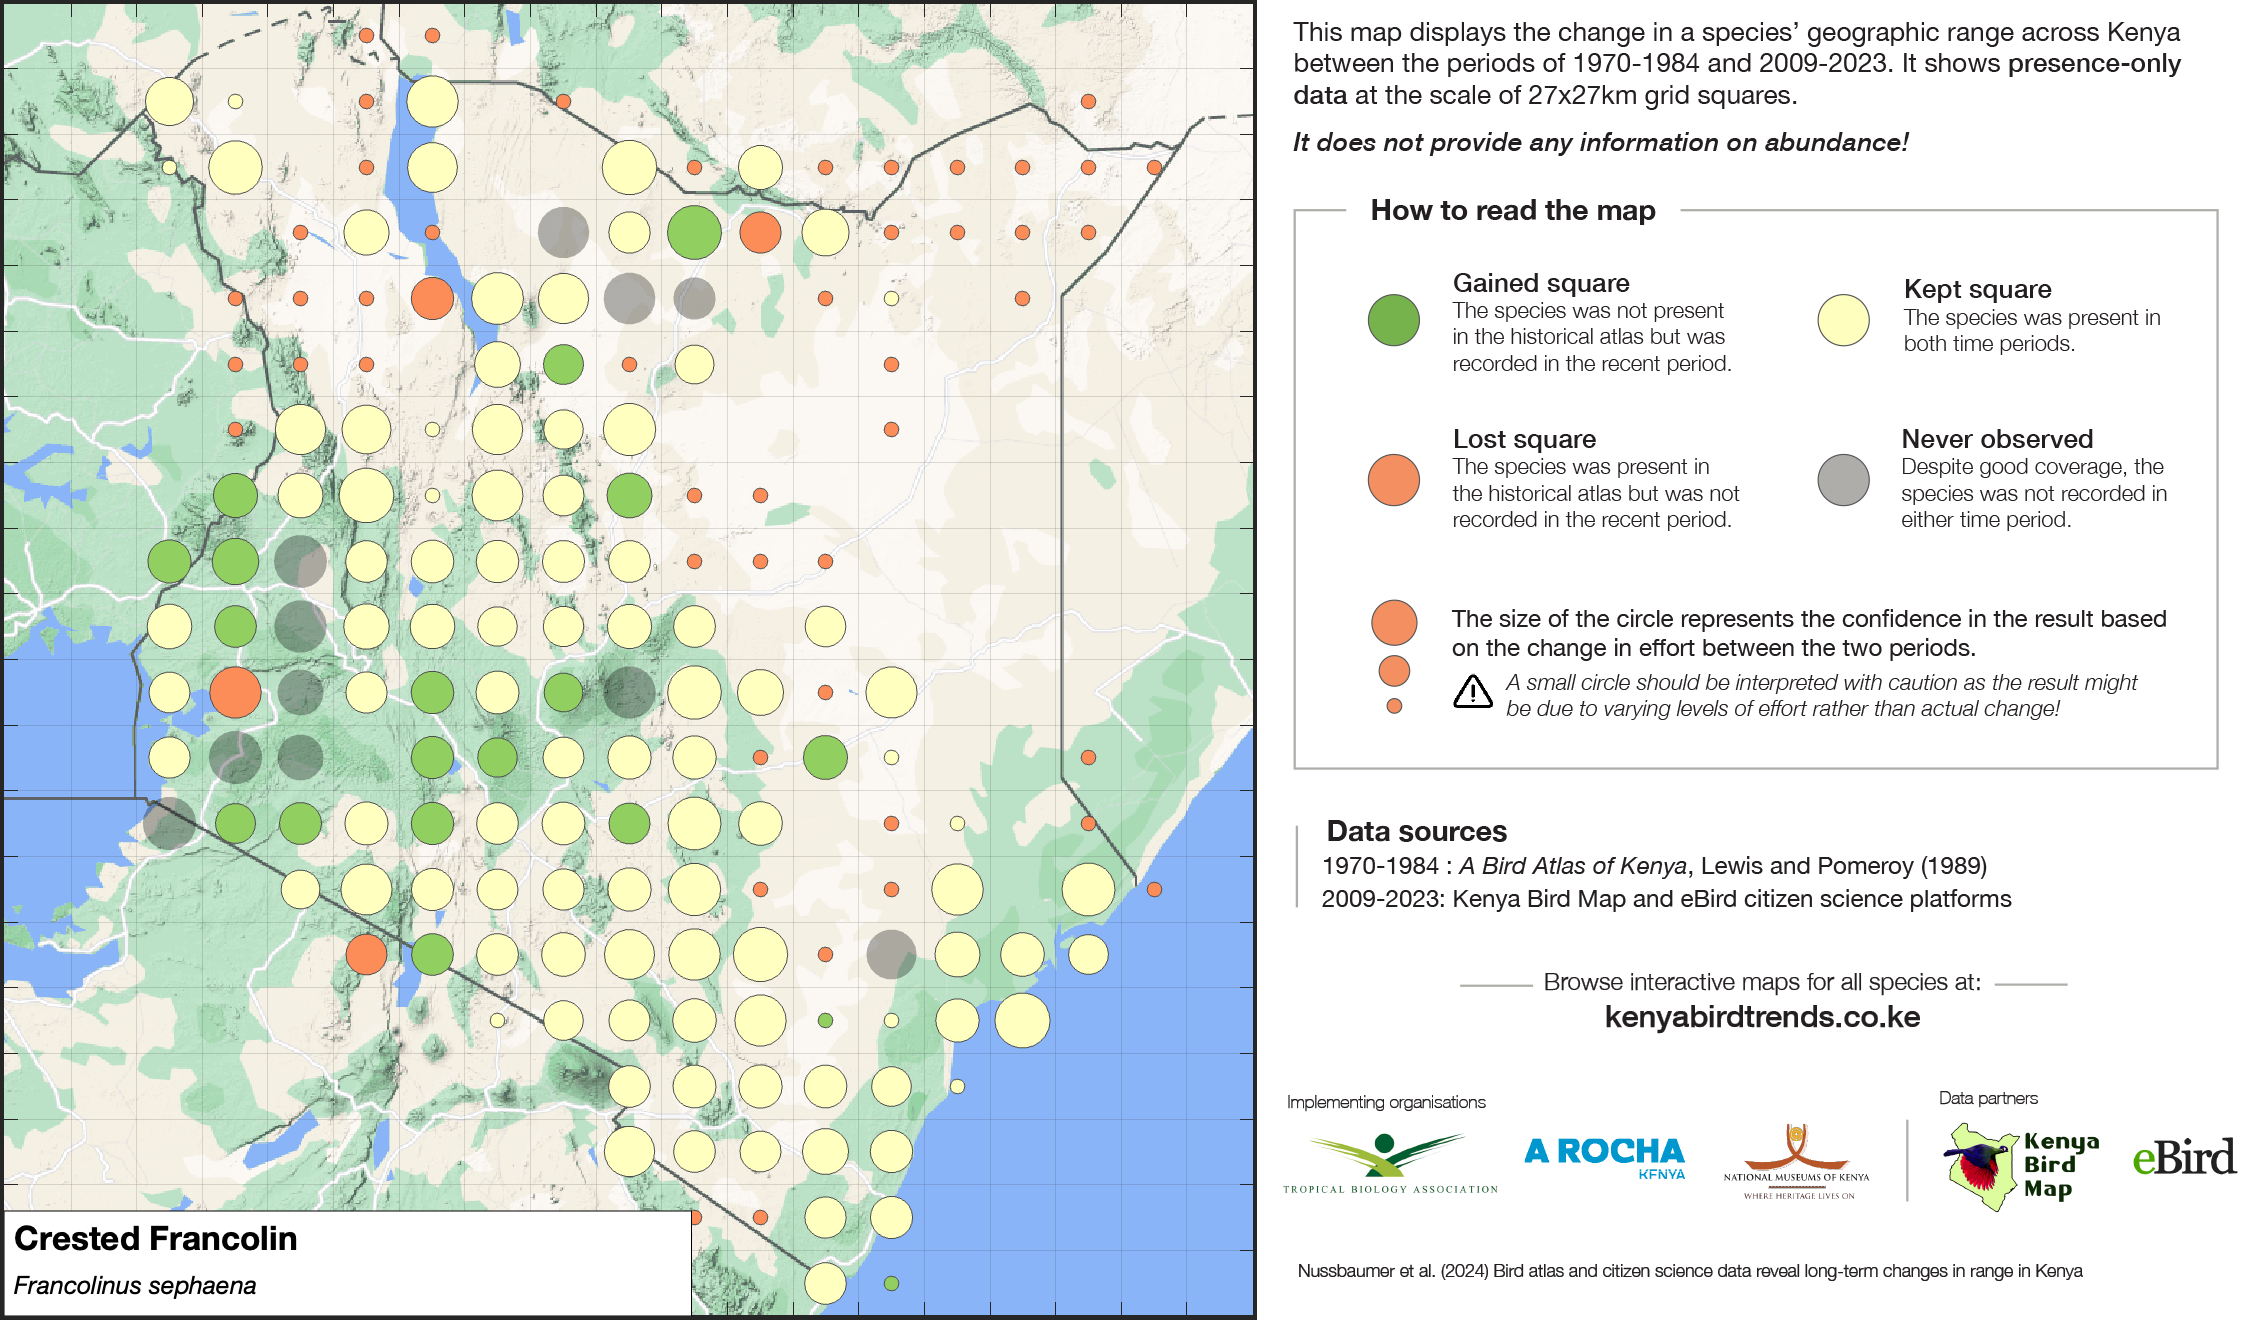 This map displays the change in a species’ geographic range across Kenya
between the periods of 1970-1984 and 2009-2023. It shows presence-only
data at the scale of 27x27km grid squares.
It does not provide any information on abundance!
How to read the map
Gained square
The species was not present
in the historical atlas but was
recorded in the recent period.
Kept square
The species was present in
both time periods.
Lost square
The species was present in
the historical atlas but was not
recorded in the recent period.
Never observed
Despite good coverage, the
species was not recorded in
either time period.
The size of the circle represents the confidence in the result based
on the change in effort between the two periods.
A small circle should be interpreted with caution as the result might
be due to varying levels of effort rather than actual change!
Data sources
1970-1984 : A Bird Atlas of Kenya, Lewis and Pomeroy (1989)
2009-2023: Kenya Bird Map and eBird citizen science platforms
Browse interactive maps for all species at:
kenyabirdtrends.co.ke
Implementing organisations
Data partners
TROPICAL BIOLOGY ASSOCIATION
A ROCHA
KENYA
NATIONAL MUSEUMS OF KENYA
WHERE HERITAGE LIVES ON
Kenya
Bird
Map
eBird
Crested Francolin
Francolinus sephaena
Nussbaumer et al. (2024) Bird atlas and citizen science data reveal long-term changes in range in Kenya